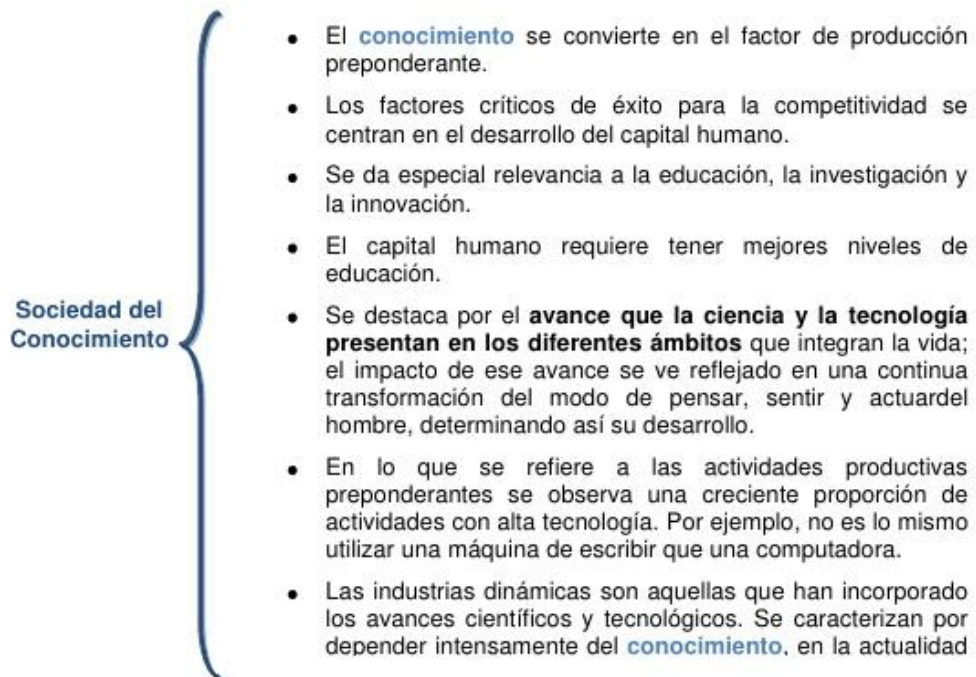 Sociedad del
Conocimiento
• El conocimiento se convierte en el factor de producción
preponderante.
• Los factores críticos de éxito para la competitividad se
centran en el desarrollo del capital humano.
• Se da especial relevancia a la educación, la investigación y
la innovación.
• El capital humano requiere tener mejores niveles de
educación.
• Se destaca por el avance que la ciencia y la tecnología
presentan en los diferentes ámbitos que integran la vida;
el impacto de ese avance se ve reflejado en una continua
transformación del modo de pensar, sentir y actuardel
hombre, determinando así su desarrollo.
• En lo que se refiere a las actividades productivas
preponderantes se observa una creciente proporción de
actividades con alta tecnología. Por ejemplo, no es lo mismo
utilizar una máquina de escribir que una computadora.
• Las industrias dinámicas son aquellas que han incorporado
los avances científicos y tecnológicos. Se caracterizan por
depender intensamente del conocimiento, en la actualidad